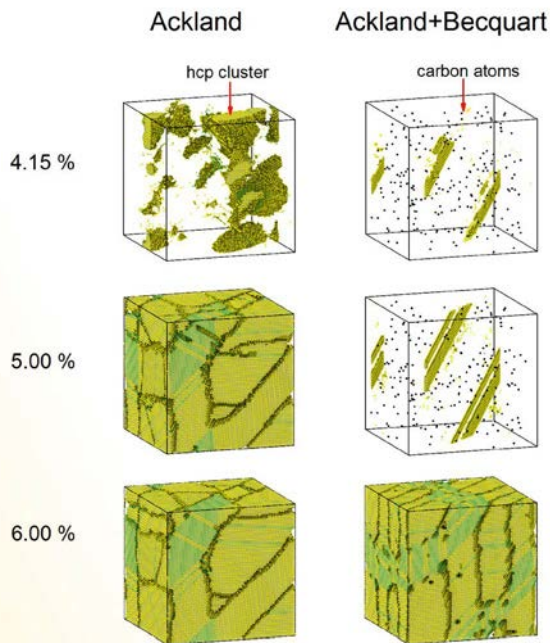 Ackland
Ackland+Becquart
hcp cluster
carbon atoms
4.15 %
5.00 %
6.00 %